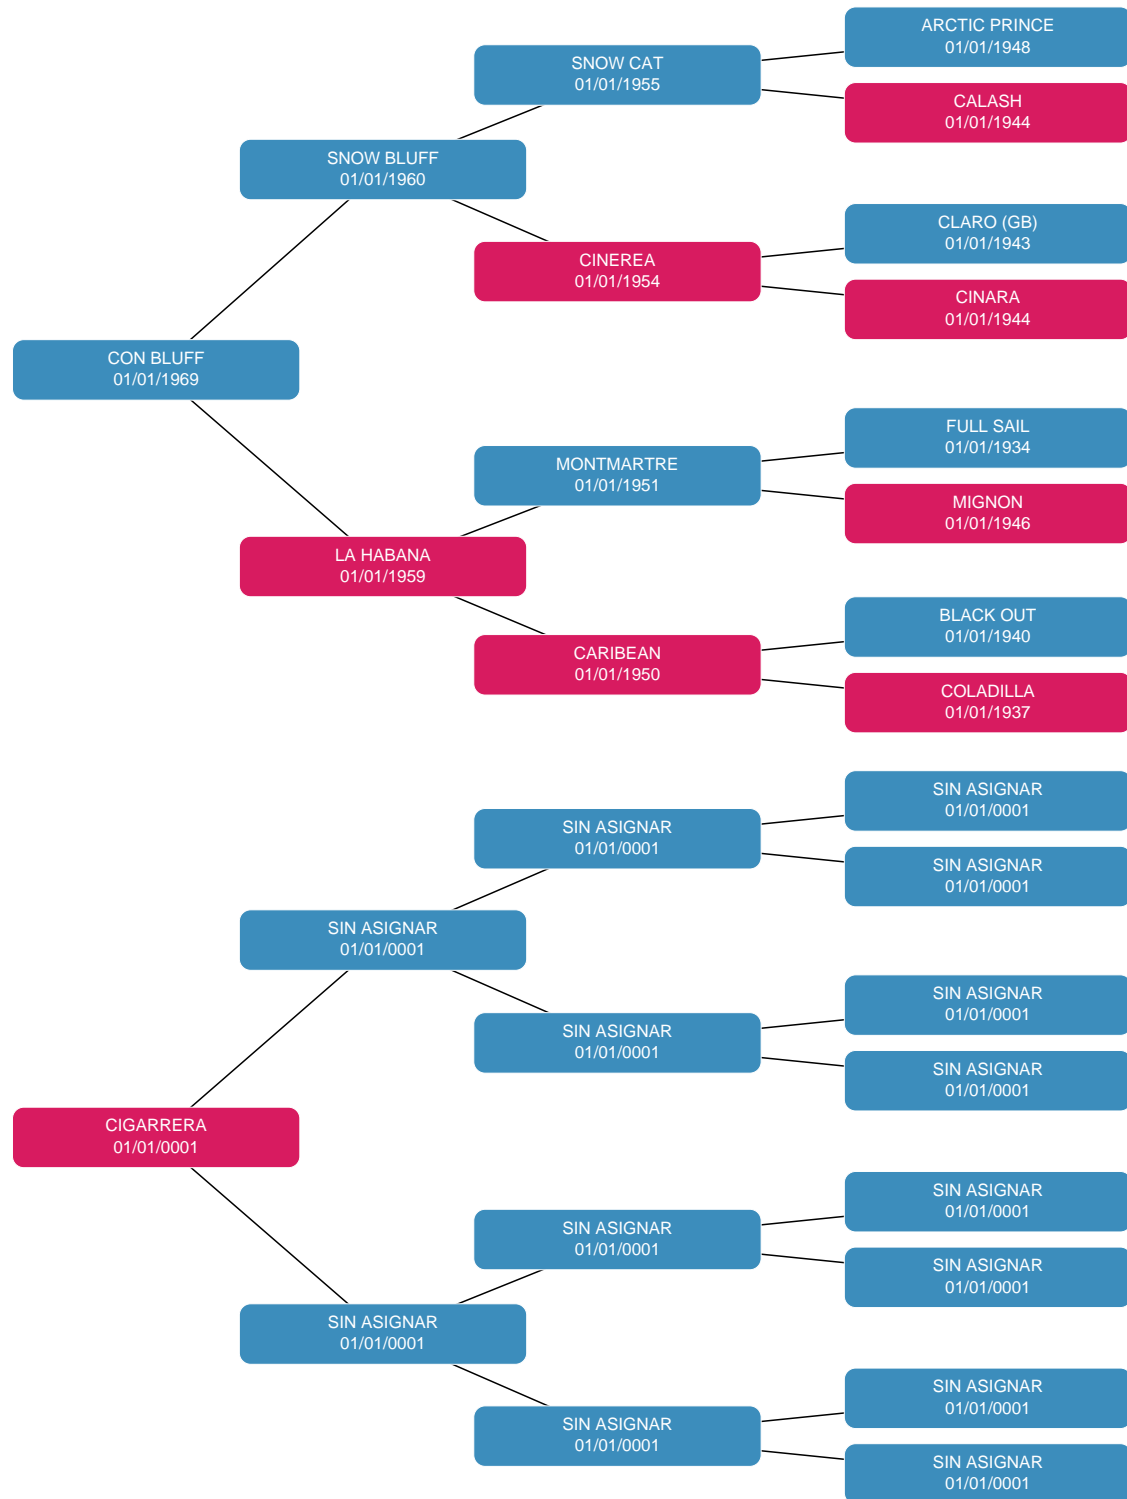 ARCTIC PRINCE
01/01/1948
SNOW CAT
01/01/1955
CALASH
01/01/1944
SNOW BLUFF
01/01/1960
CLARO (GB)
01/01/1943
CINEREA
01/01/1954
CINARA
01/01/1944
CON BLUFF
01/01/1969
FULL SAIL
01/01/1934
MONTMARTRE
01/01/1951
MIGNON
01/01/1946
LA HABANA
01/01/1959
BLACK OUT
01/01/1940
CARIBEAN
01/01/1950
COLADILLA
01/01/1937
SIN ASIGNAR
01/01/0001
SIN ASIGNAR
01/01/0001
SIN ASIGNAR
01/01/0001
SIN ASIGNAR
01/01/0001
SIN ASIGNAR
01/01/0001
SIN ASIGNAR
01/01/0001
SIN ASIGNAR
01/01/0001
CIGARRERA
01/01/0001
SIN ASIGNAR
01/01/0001
SIN ASIGNAR
01/01/0001
SIN ASIGNAR
01/01/0001
SIN ASIGNAR
01/01/0001
SIN ASIGNAR
01/01/0001
SIN ASIGNAR
01/01/0001
SIN ASIGNAR
01/01/0001